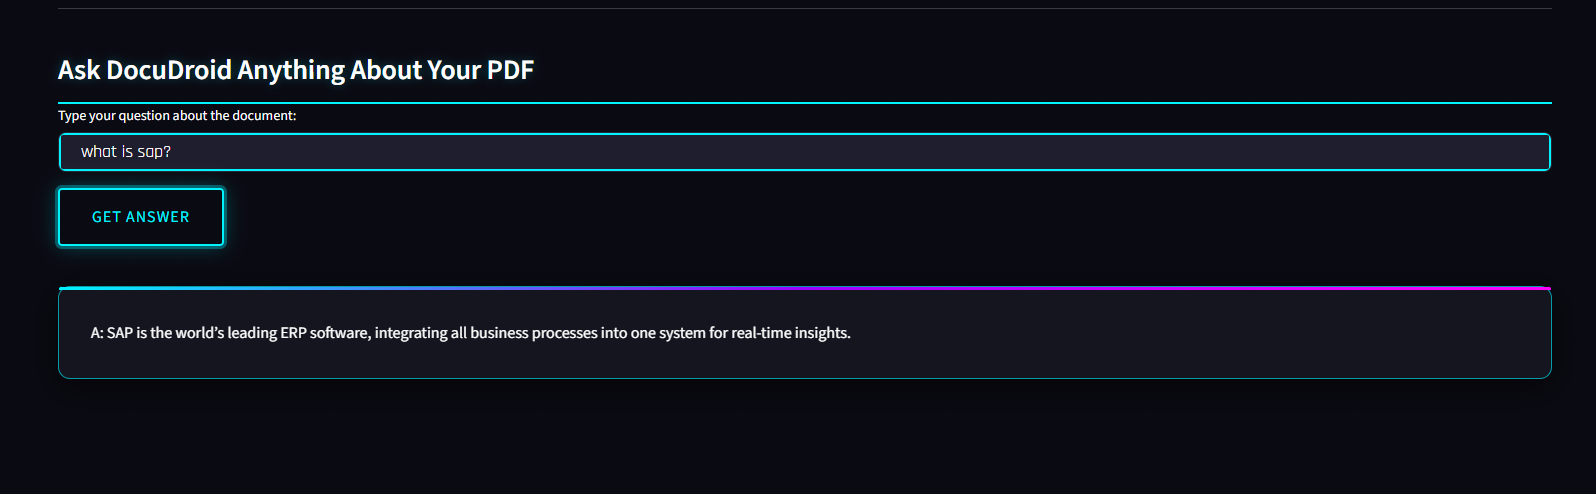 Ask DocuDroid Anything About Your PDF
Type your question about the document:
what is sap?
GET ANSWER
A: SAP is the world’s leading ERP software, integrating all business processes into one system for real-time insights.